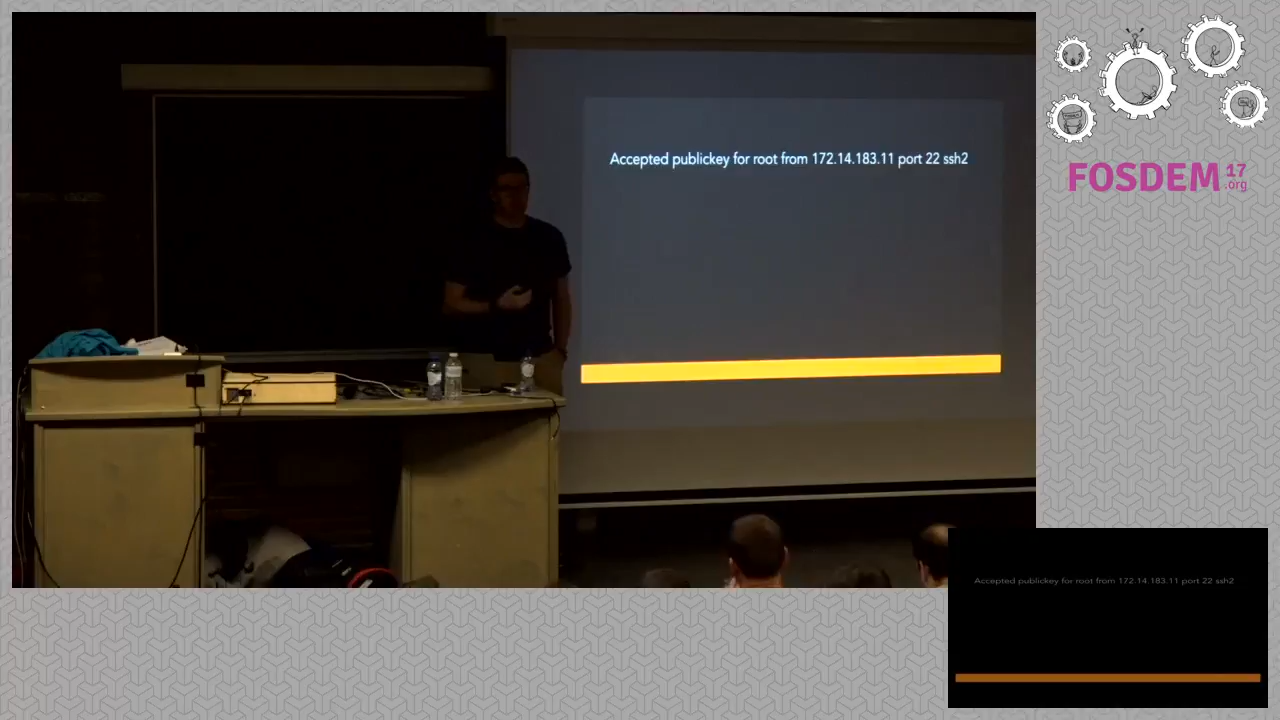 Accepted publickey for root from 172.14.183.11 port 22 ssh2
FOSDEM 17
.org
Accepted publickey for root from 172.14.183.11 port 22 ssh2